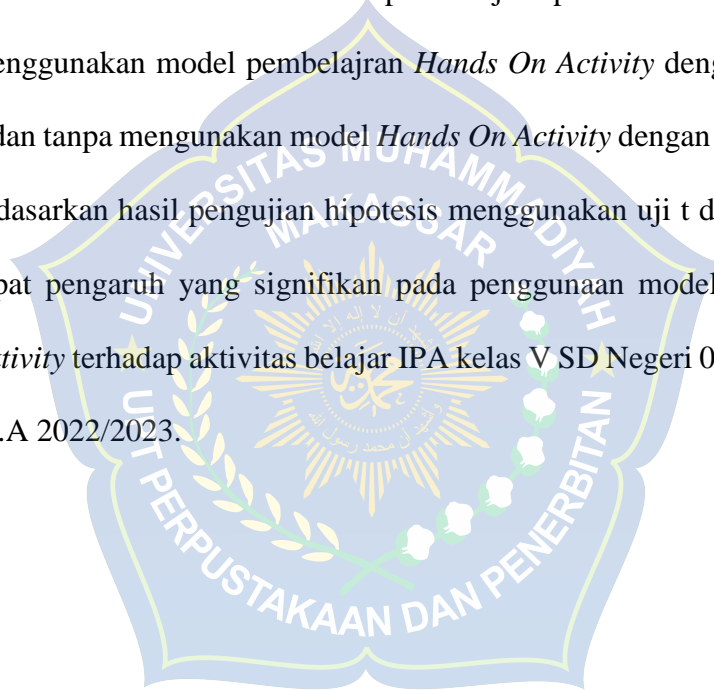 enggunakan model pembelajran Hands On Activity deng
dan tanpa mengunakan model Hands On Activity dengan
dasarkan hasil pengujian hipotesis menggunakan uji t d
pat pengaruh yang signifikan pada penggunaan model
ctivity terhadap aktivitas belajar IPA kelas V SD Negeri 0
.A 2022/2023.
UNIVERSITAS MUHAMMADIYAH
MAKASSAR
UPT PERPUSTAKAAN DAN PENERBITAN